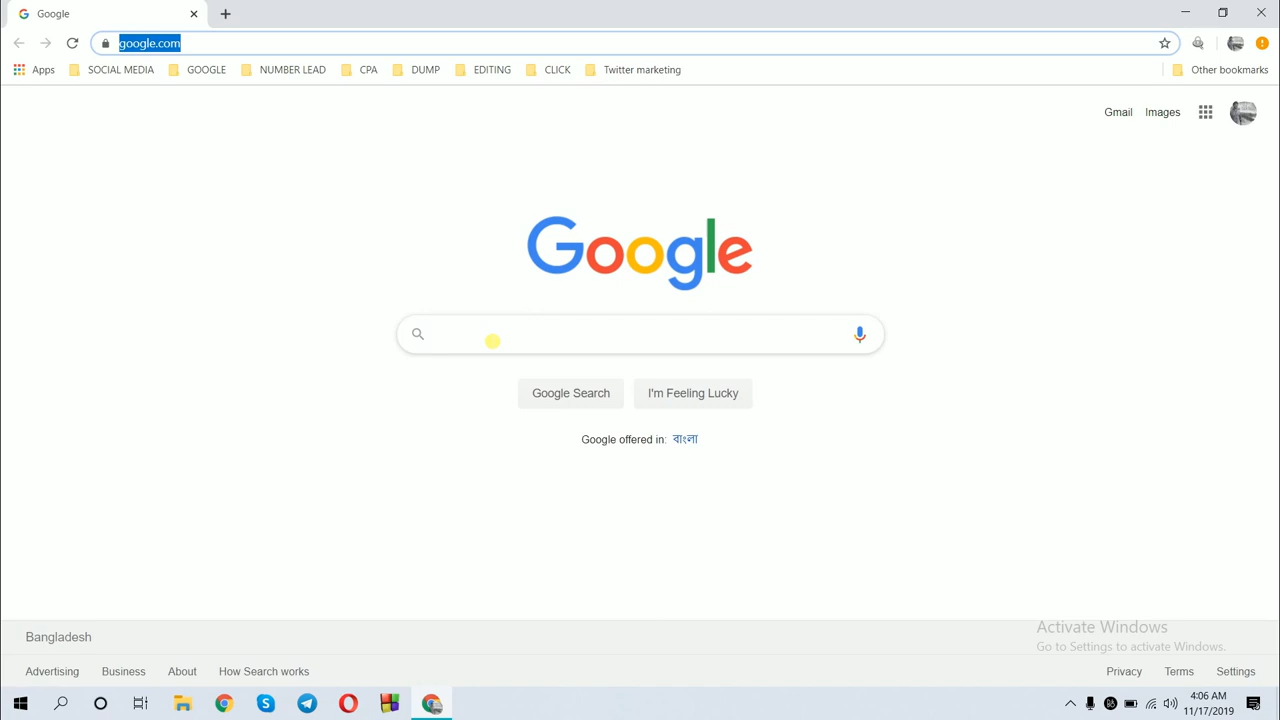 Google
google.com
Apps SOCIAL MEDIA GOOGLE NUMBER LEAD CPA DUMP EDITING CLICK Twitter marketing Other bookmarks
Gmail Images
Google
Google Search I'm Feeling Lucky
Google offered in: বাংলা
Bangladesh
Activate Windows
Go to Settings to activate Windows.
Advertising Business About How Search works Privacy Terms Settings
4:06 AM
11/17/2019